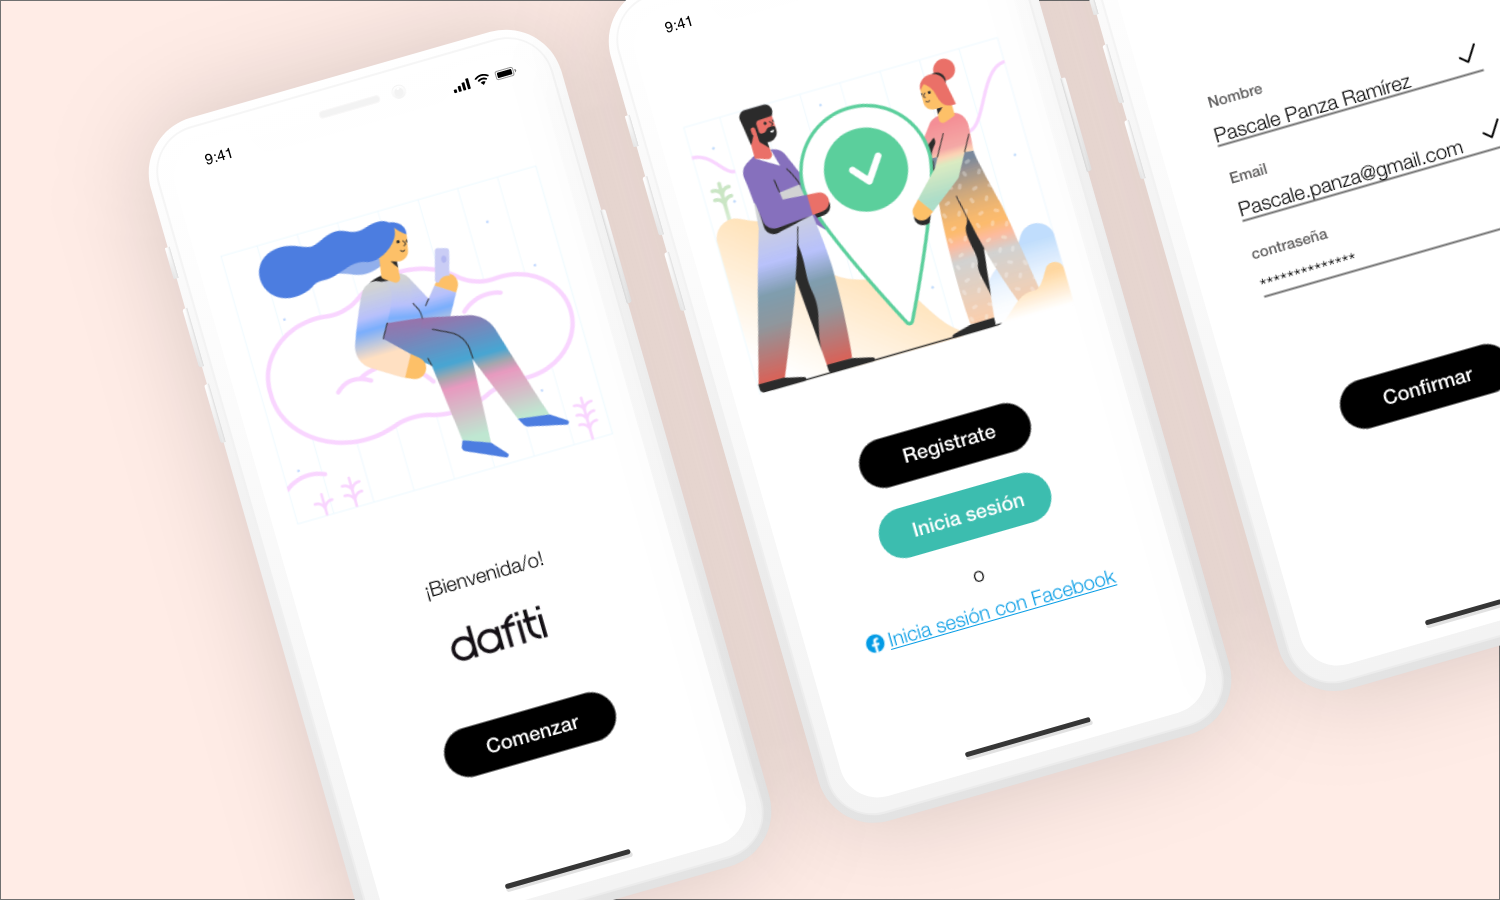 9:41
¡Bienvenida/o!
dafiti
Comenzar
9:41
Registrate
Inicia sesión
o
Inicia sesión con Facebook
Nombre
Pascale Panza Ramírez
Email
Pascale.panza@gmail.com
contraseña
**************
Confirmar